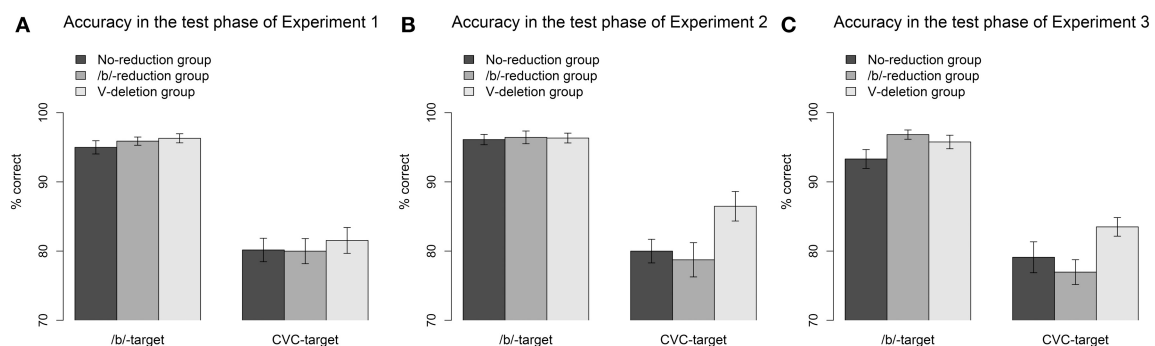 A
Accuracy in the test phase of Experiment 1
No-reduction group
/b/-reduction group
V-deletion group
% correct
100
90
80
70
/b/-target
CVC-target
B
Accuracy in the test phase of Experiment 2
No-reduction group
/b/-reduction group
V-deletion group
% correct
100
90
80
70
/b/-target
CVC-target
C
Accuracy in the test phase of Experiment 3
No-reduction group
/b/-reduction group
V-deletion group
% correct
100
90
80
70
/b/-target
CVC-target